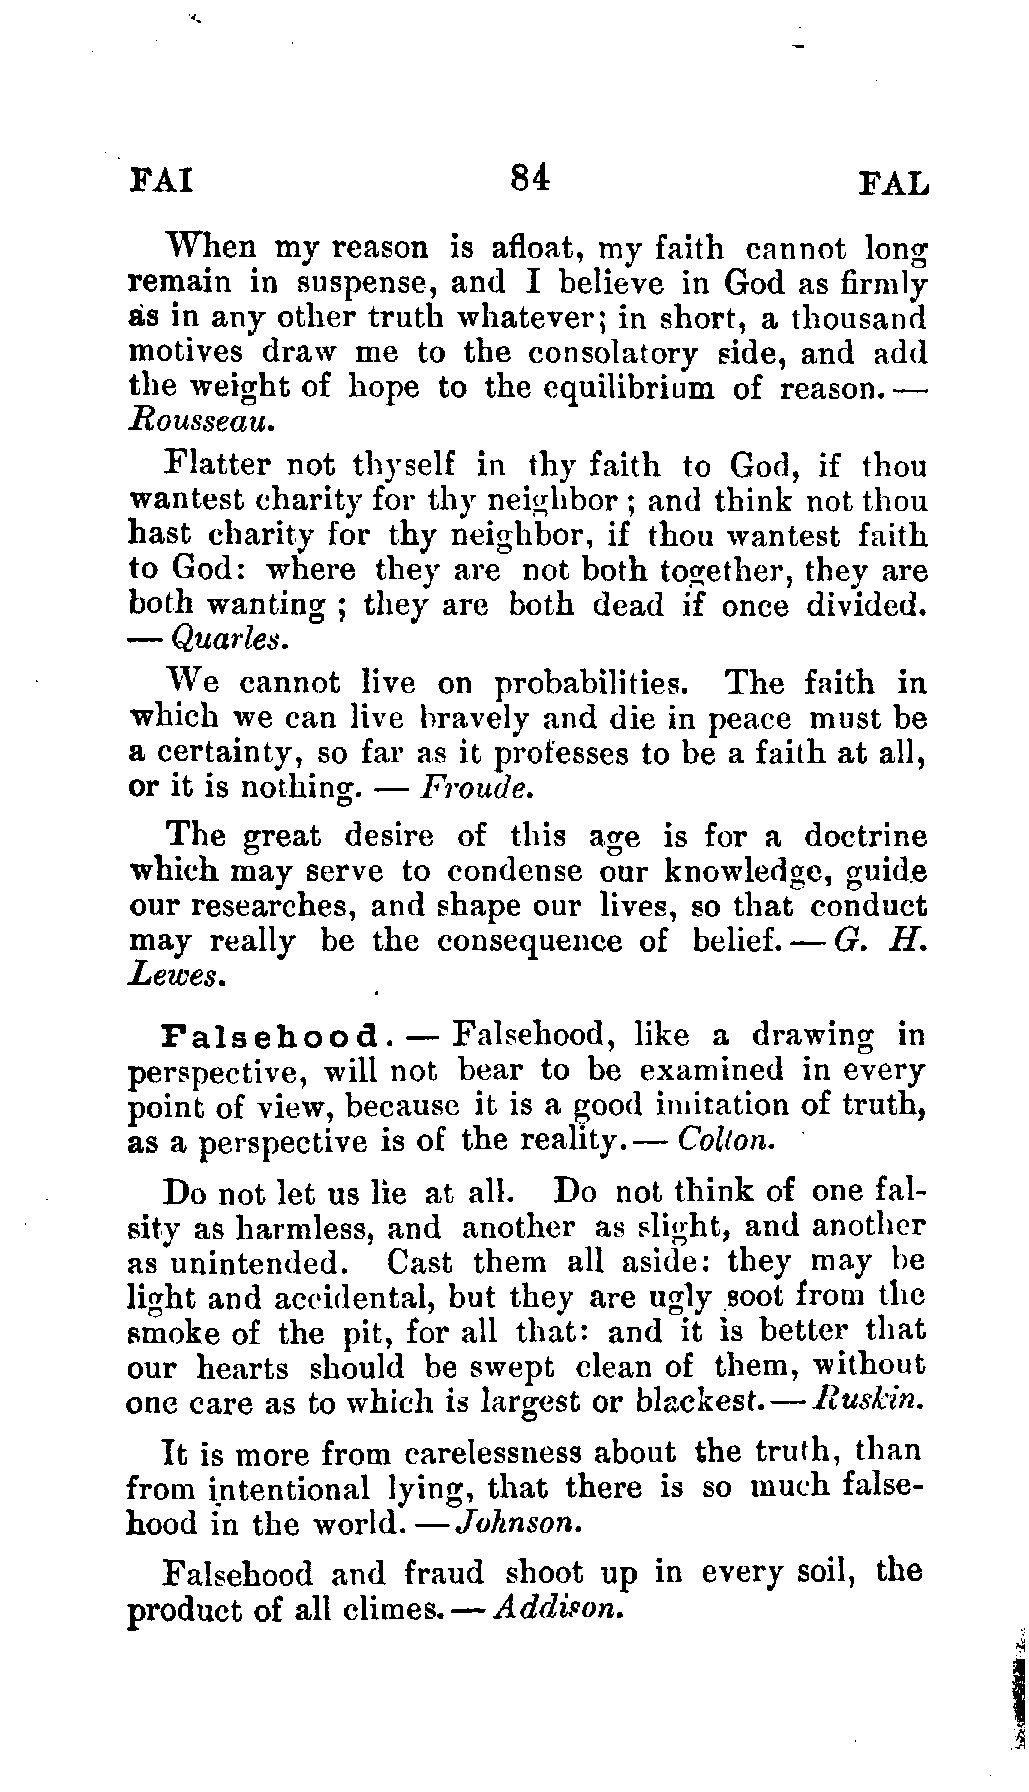 FAI 84 FAL
When my reason is afloat, my faith cannot long
remain in suspense, and I believe in God as firmly
as in any other truth whatever; in short, a thousand
motives draw me to the consolatory side, and add
the weight of hope to the equilibrium of reason. —
Rousseau.
Flatter not thyself in thy faith to God, if thou
wantest charity for thy neighbor ; and think not thou
hast charity for thy neighbor, if thou wantest faith
to God: where they are not both together, they are
both wanting ; they are both dead if once divided.
— Quarles.
We cannot live on probabilities. The faith in
which we can live bravely and die in peace must be
a certainty, so far as it professes to be a faith at all,
or it is nothing. — Froude.
The great desire of this age is for a doctrine
which may serve to condense our knowledge, guide
our researches, and shape our lives, so that conduct
may really be the consequence of belief. — G. H.
Lewes.
Falsehood. — Falsehood, like a drawing in
perspective, will not bear to be examined in every
point of view, because it is a good imitation of truth,
as a perspective is of the reality. — Colton.
Do not let us lie at all. Do not think of one fal-
sity as harmless, and another as slight, and another
as unintended. Cast them all aside: they may be
light and accidental, but they are ugly soot from the
smoke of the pit, for all that: and it is better that
our hearts should be swept clean of them, without
one care as to which is largest or blackest. — Ruskin.
It is more from carelessness about the truth, than
from intentional lying, that there is so much false-
hood in the world. — Johnson.
Falsehood and fraud shoot up in every soil, the
product of all climes. — Addison.